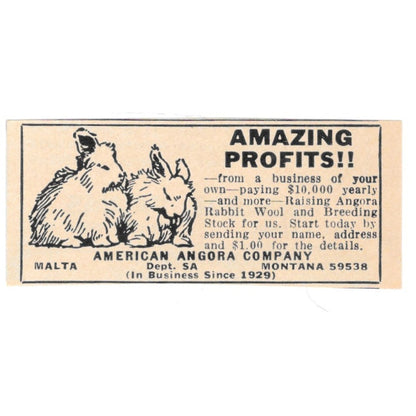 AMAZING
PROFITS!!
—from a business of your
own—paying $10,000 yearly
—and more—Raising Angora
Rabbit Wool and Breeding
Stock for us. Start today by
sending your name, address
and $1.00 for the details.
AMERICAN ANGORA COMPANY
MALTA Dept. SA MONTANA 59538
(In Business Since 1929)